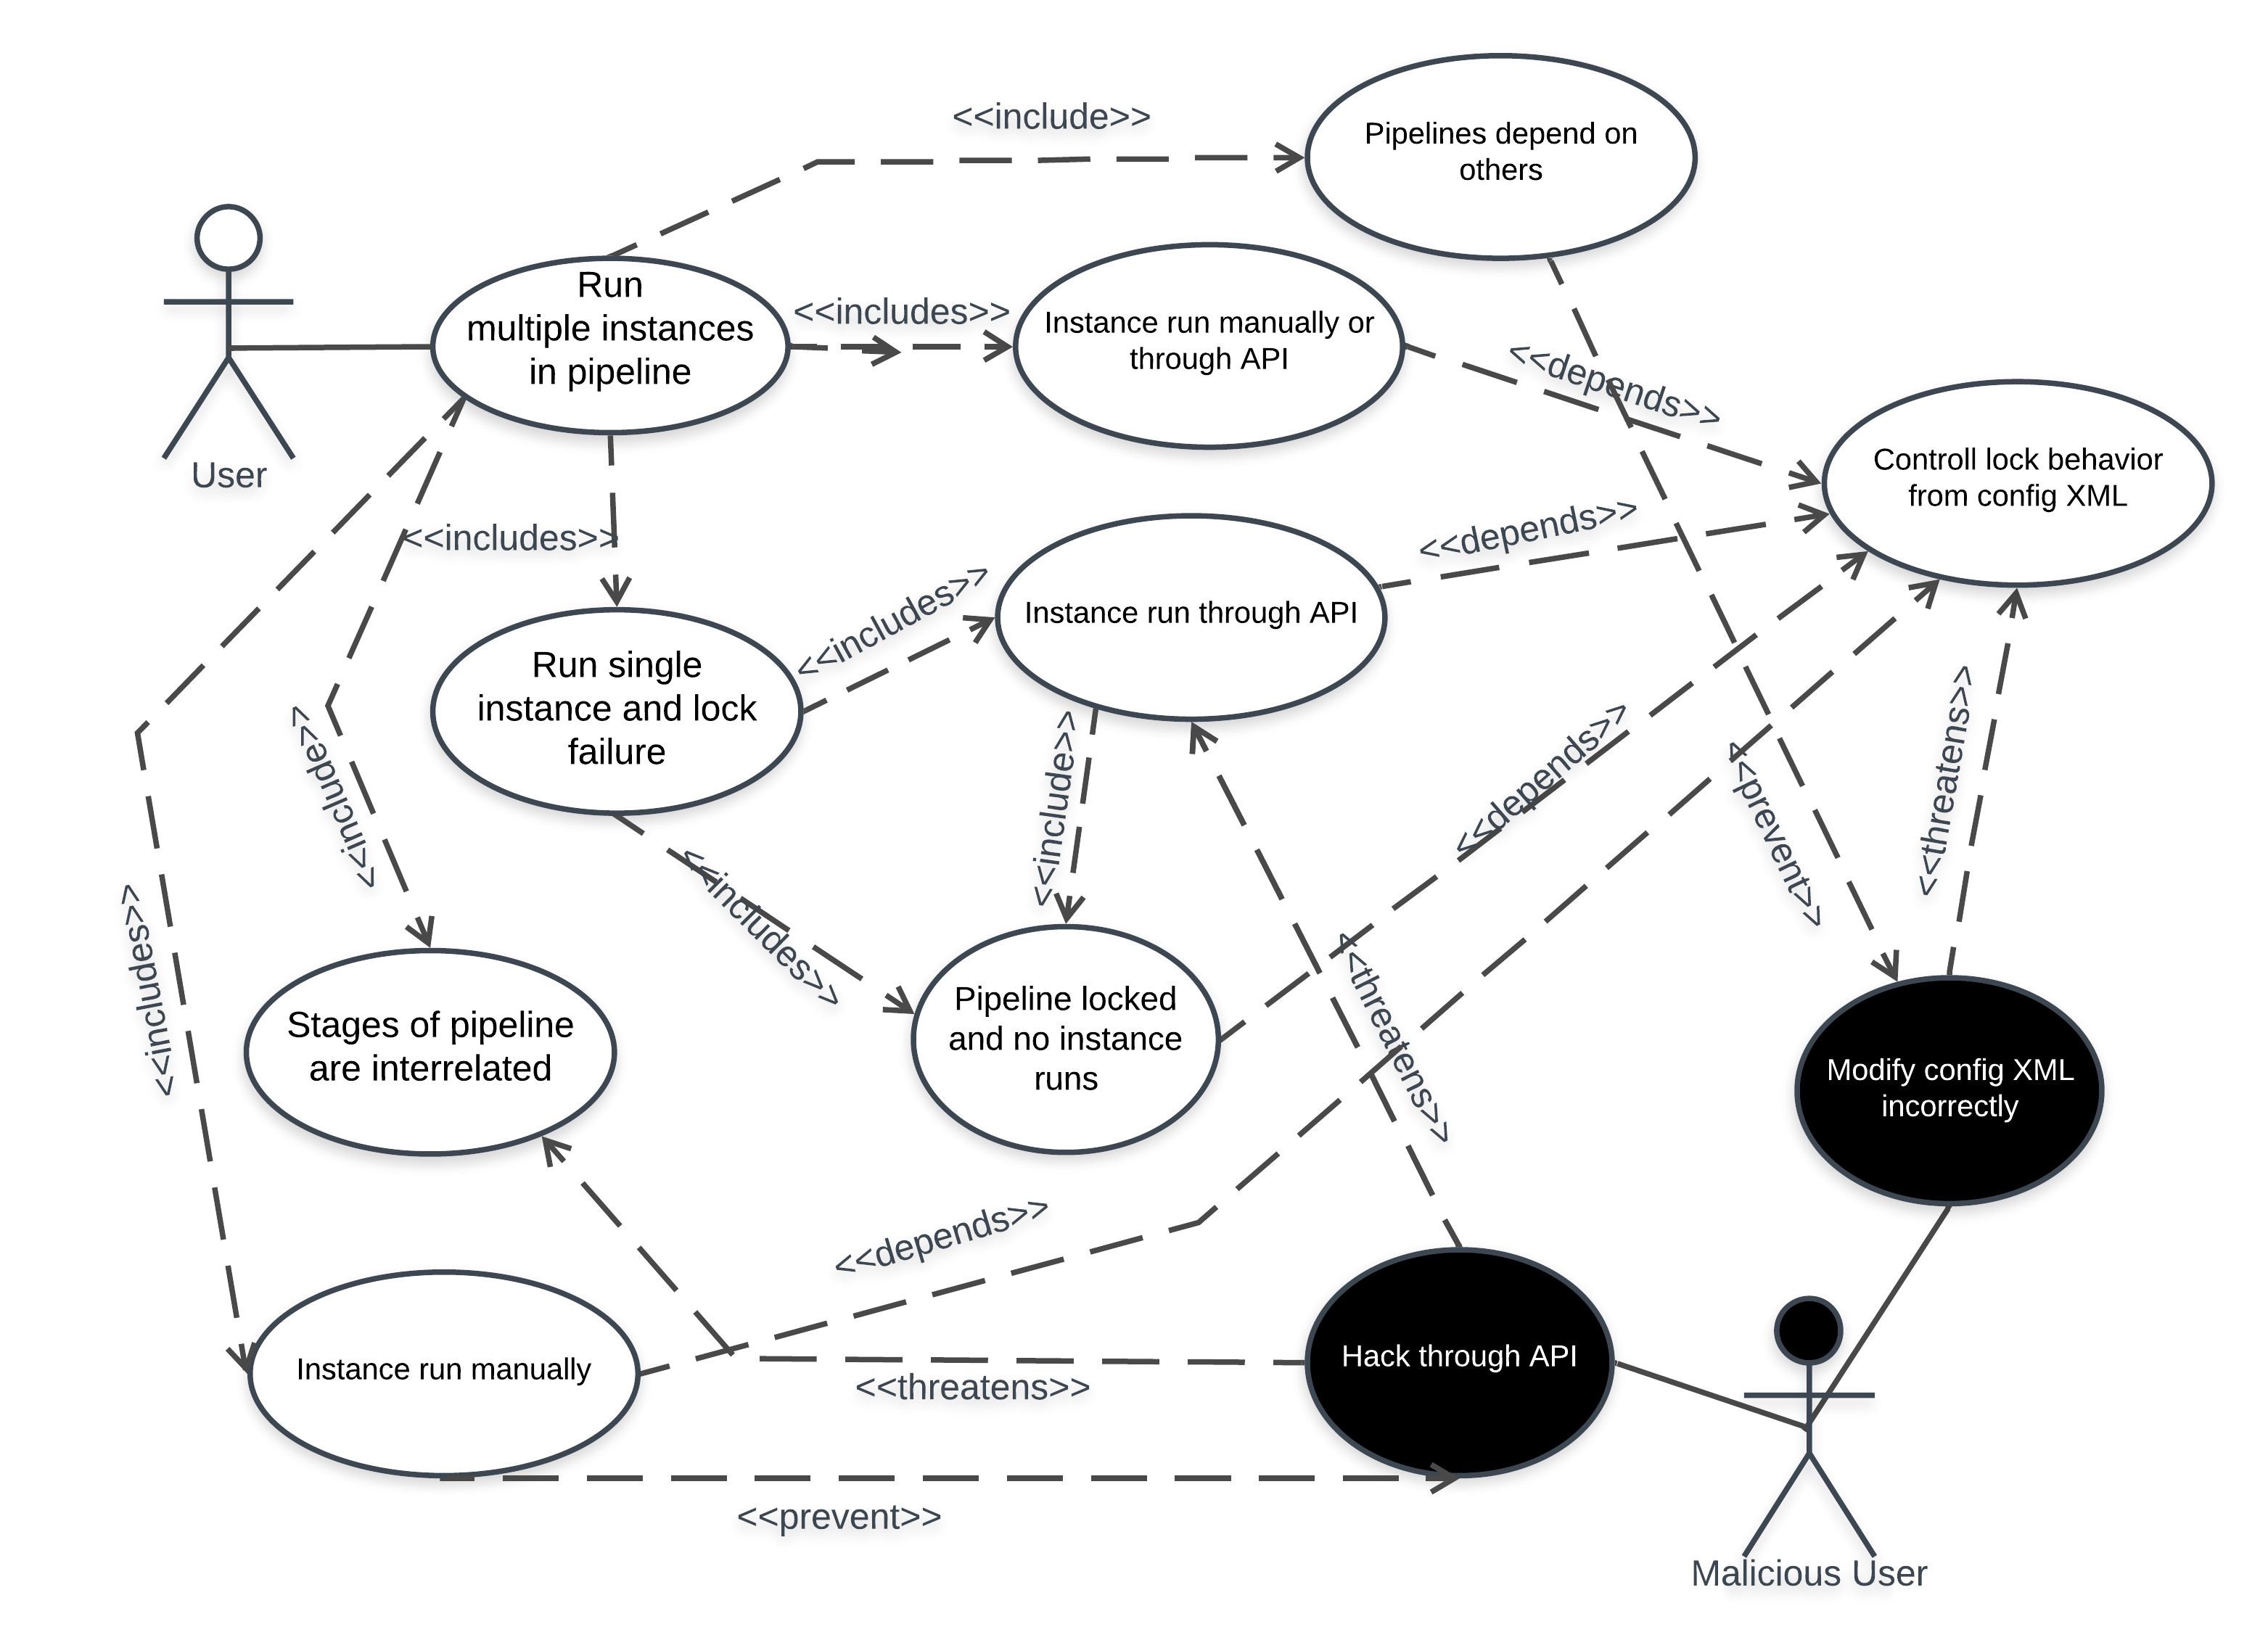 <<include>>
Pipelines depend on
others
Run
multiple instances
in pipeline
<<includes>>
Instance run manually or
through API
<<depends>>
User
Controll lock behavior
from config XML
<<includes>>
<<depends>>
<<includes>>
Instance run through API
Run single
instance and lock
failure
<<include>>
<<include>>
<<depends>>
<<prevent>>
<<threatens>>
<<includes>>
<<includes>>
<<threatens>>
Stages of pipeline
are interrelated
Pipeline locked
and no instance
runs
Modify config XML
incorrectly
<<depends>>
Instance run manually
Hack through API
<<threatens>>
<<prevent>>
Malicious User